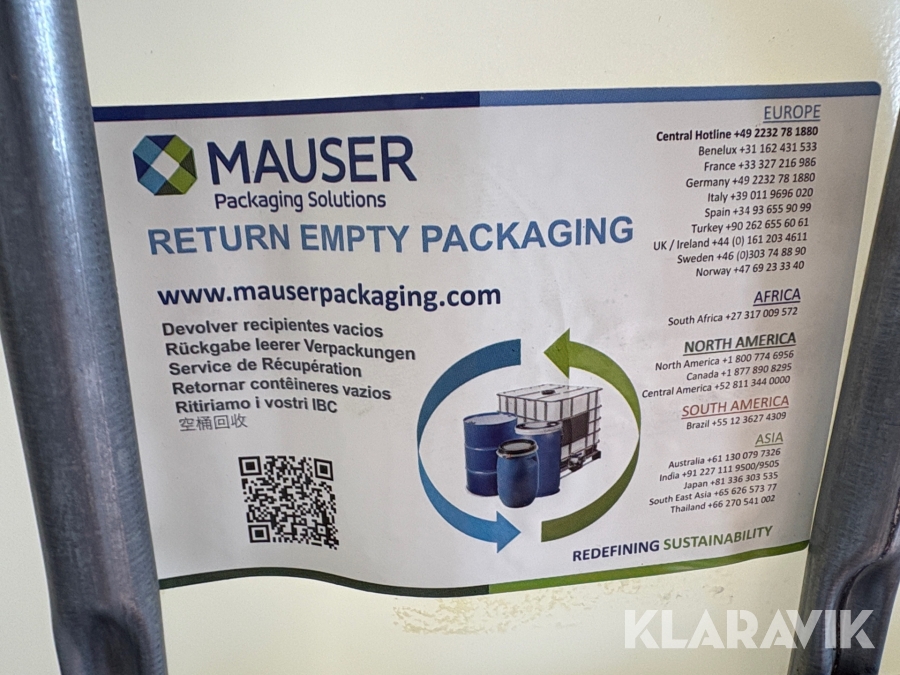 MAUSER
Packaging Solutions
RETURN EMPTY PACKAGING
www.mauserpackaging.com
Devolver recipientes vacios
Rückgabe leerer Verpackungen
Service de Récupération
Retornar contêineres vazios
Ritiriamo i vostri IBC
空桶回收
EUROPE
Central Hotline +49 2232 78 1880
Benelux +31 162 431 533
France +33 327 216 986
Germany +49 2232 78 1880
Italy +39 011 9696 020
Spain +34 93 655 90 99
Turkey +90 262 655 60 61
UK / Ireland +44 (0) 161 203 4611
Sweden +46 (0)303 74 88 90
Norway +47 69 23 33 40
AFRICA
South Africa +27 317 009 572
NORTH AMERICA
North America +1 800 774 6956
Canada +1 877 890 8295
Central America +52 811 344 0000
SOUTH AMERICA
Brazil +55 12 3627 4309
ASIA
Australia +61 130 079 7326
India +91 227 111 9500/9505
Japan +81 336 303 535
South East Asia +65 626 573 77
Thailand +66 270 541 002
REDEFINING SUSTAINABILITY
KLARAVIK